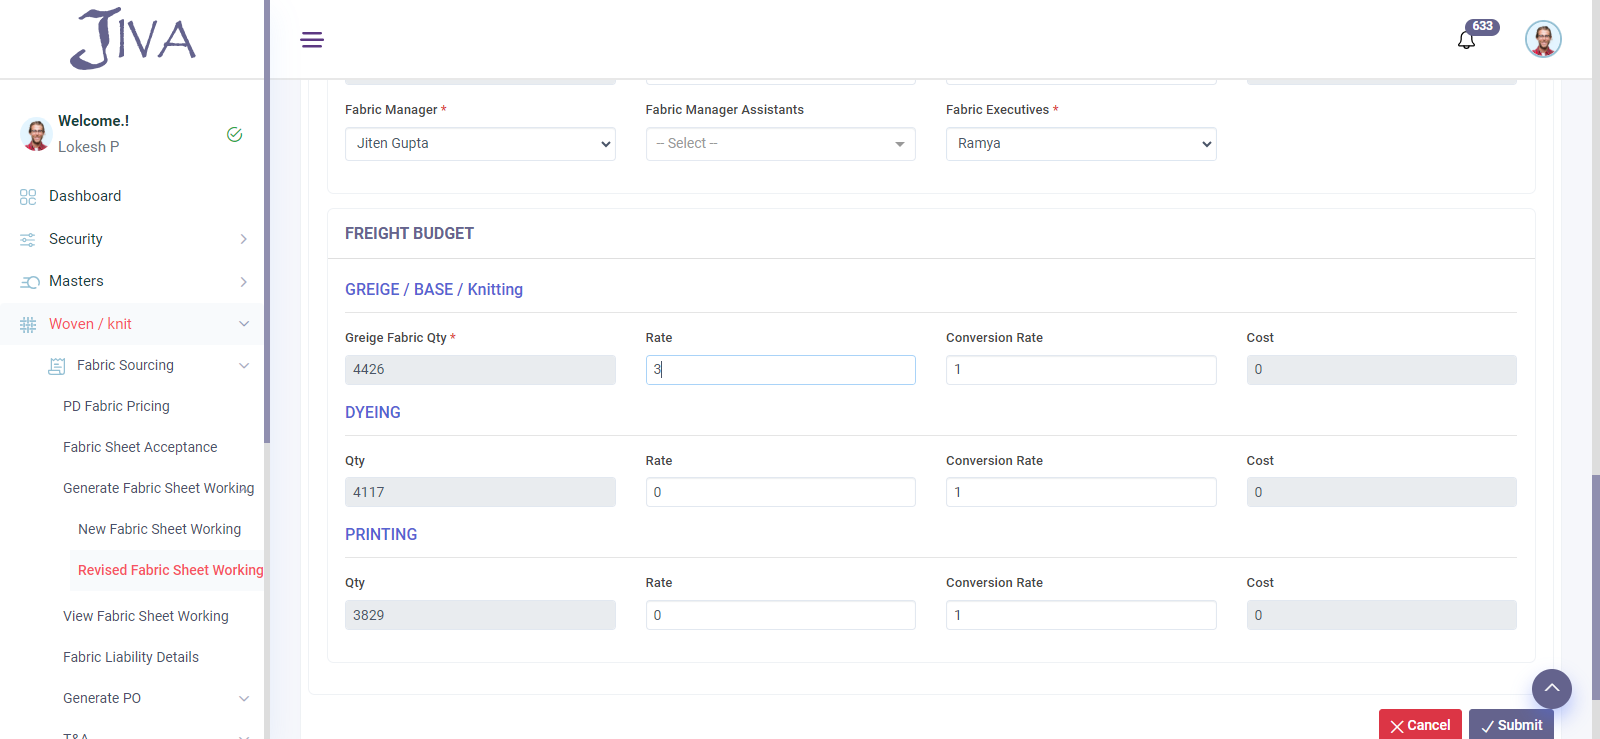 JIVA
633
Welcome.!
Lokesh P
Dashboard
Security
Masters
Woven / knit
Fabric Sourcing
PD Fabric Pricing
Fabric Sheet Acceptance
Generate Fabric Sheet Working
New Fabric Sheet Working
Revised Fabric Sheet Working
View Fabric Sheet Working
Fabric Liability Details
Generate PO
T&A
Fabric Manager * Fabric Manager Assistants Fabric Executives *
Jiten Gupta -- Select -- Ramya
FREIGHT BUDGET
GREIGE / BASE / Knitting
Greige Fabric Qty * Rate Conversion Rate Cost
4426 3 1 0
DYEING
Qty Rate Conversion Rate Cost
4117 0 1 0
PRINTING
Qty Rate Conversion Rate Cost
3829 0 1 0
Cancel Submit